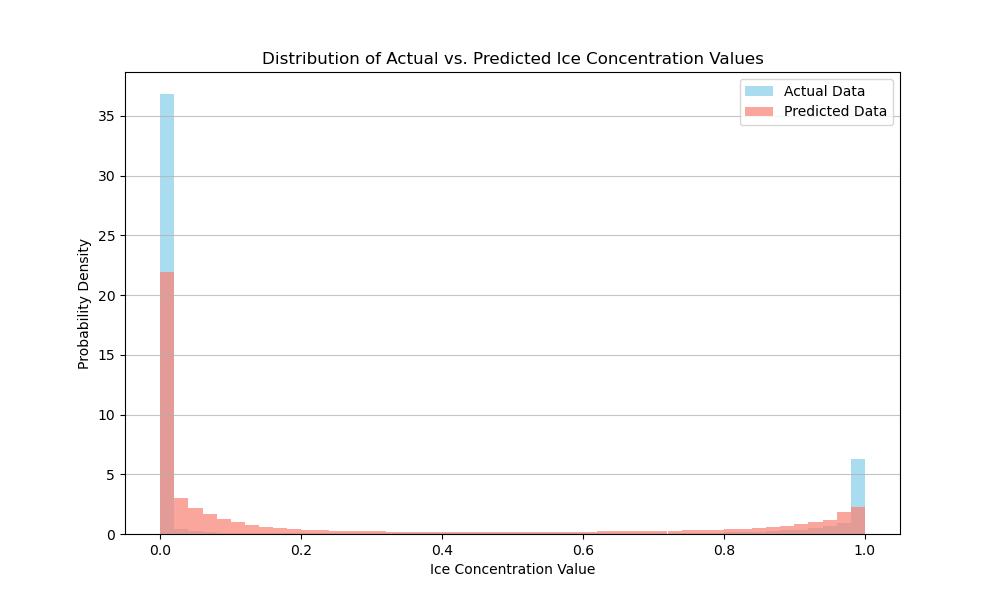 Distribution of Actual vs. Predicted Ice Concentration Values
Actual Data
Predicted Data
Probability Density
35
30
25
20
15
10
5
0
0.0 0.2 0.4 0.6 0.8 1.0
Ice Concentration Value